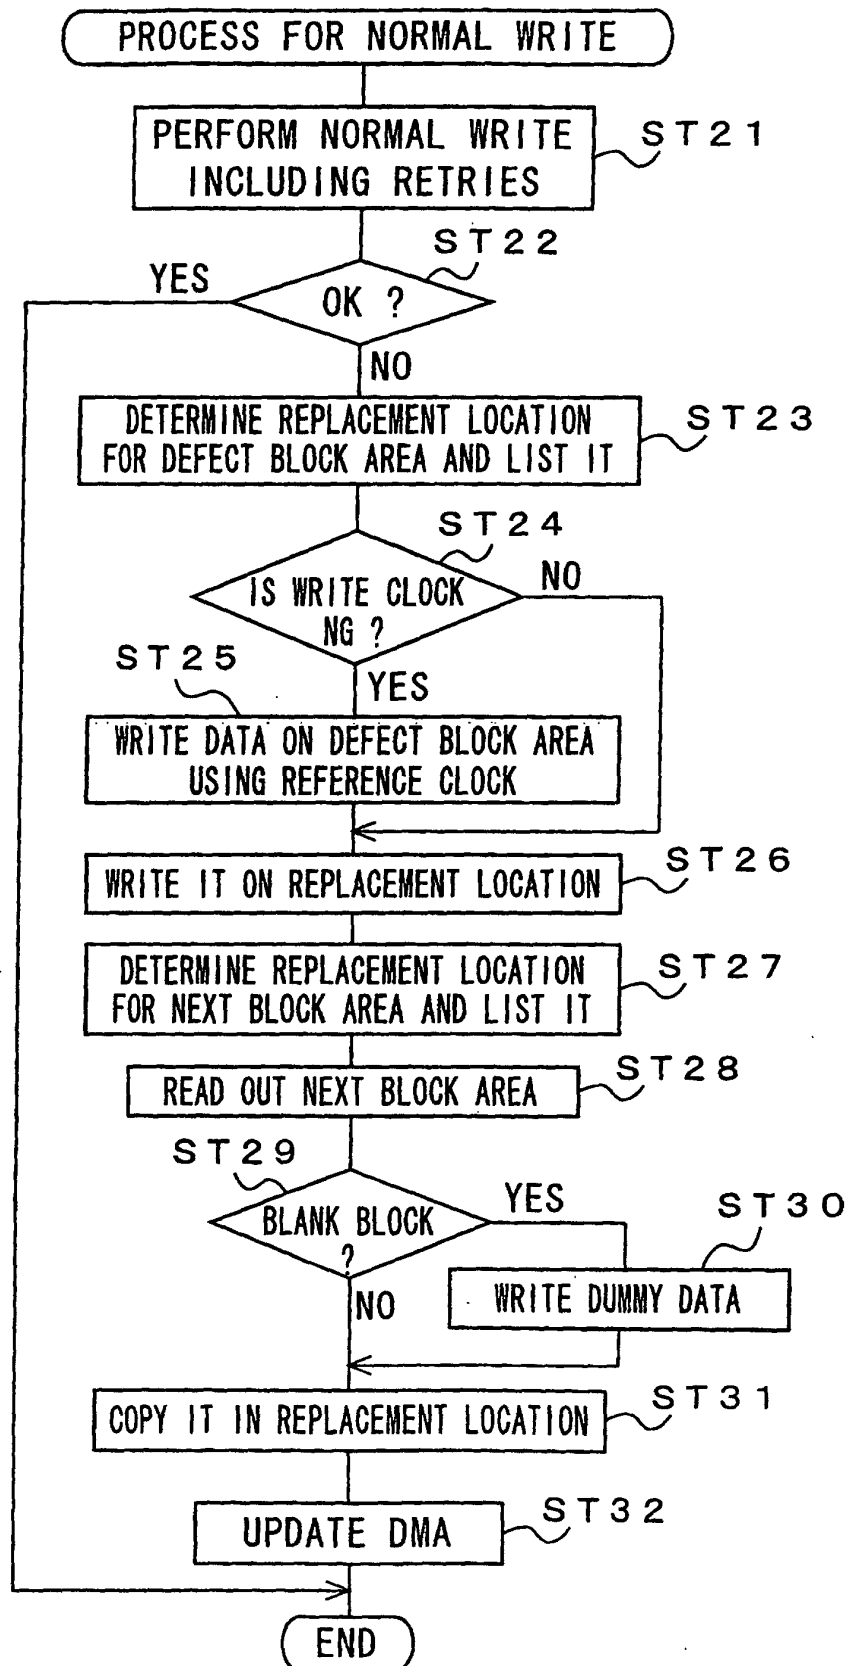 PROCESS FOR NORMAL WRITE
PERFORM NORMAL WRITE
INCLUDING RETRIES
ST21
ST22
YES
OK ?
NO
DETERMINE REPLACEMENT LOCATION
FOR DEFECT BLOCK AREA AND LIST IT
ST23
ST24
IS WRITE CLOCK
NG ?
NO
YES
ST25
WRITE DATA ON DEFECT BLOCK AREA
USING REFERENCE CLOCK
WRITE IT ON REPLACEMENT LOCATION
ST26
DETERMINE REPLACEMENT LOCATION
FOR NEXT BLOCK AREA AND LIST IT
ST27
READ OUT NEXT BLOCK AREA
ST28
ST29
BLANK BLOCK
?
YES
NO
ST30
WRITE DUMMY DATA
COPY IT IN REPLACEMENT LOCATION
ST31
UPDATE DMA
ST32
END